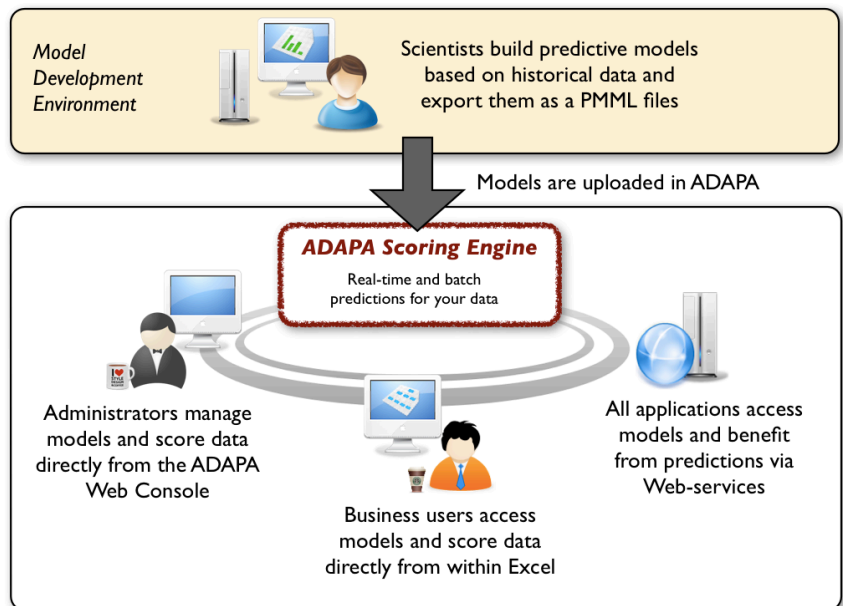 Model
Development
Environment
Scientists build predictive models
based on historical data and
export them as a PMML files
Models are uploaded in ADAPA
ADAPA Scoring Engine
Real-time and batch
predictions for your data
I
STYLE
Administrators manage
models and score data
directly from the ADAPA
Web Console
Business users access
models and score data
directly from within Excel
All applications access
models and benefit
from predictions via
Web-services